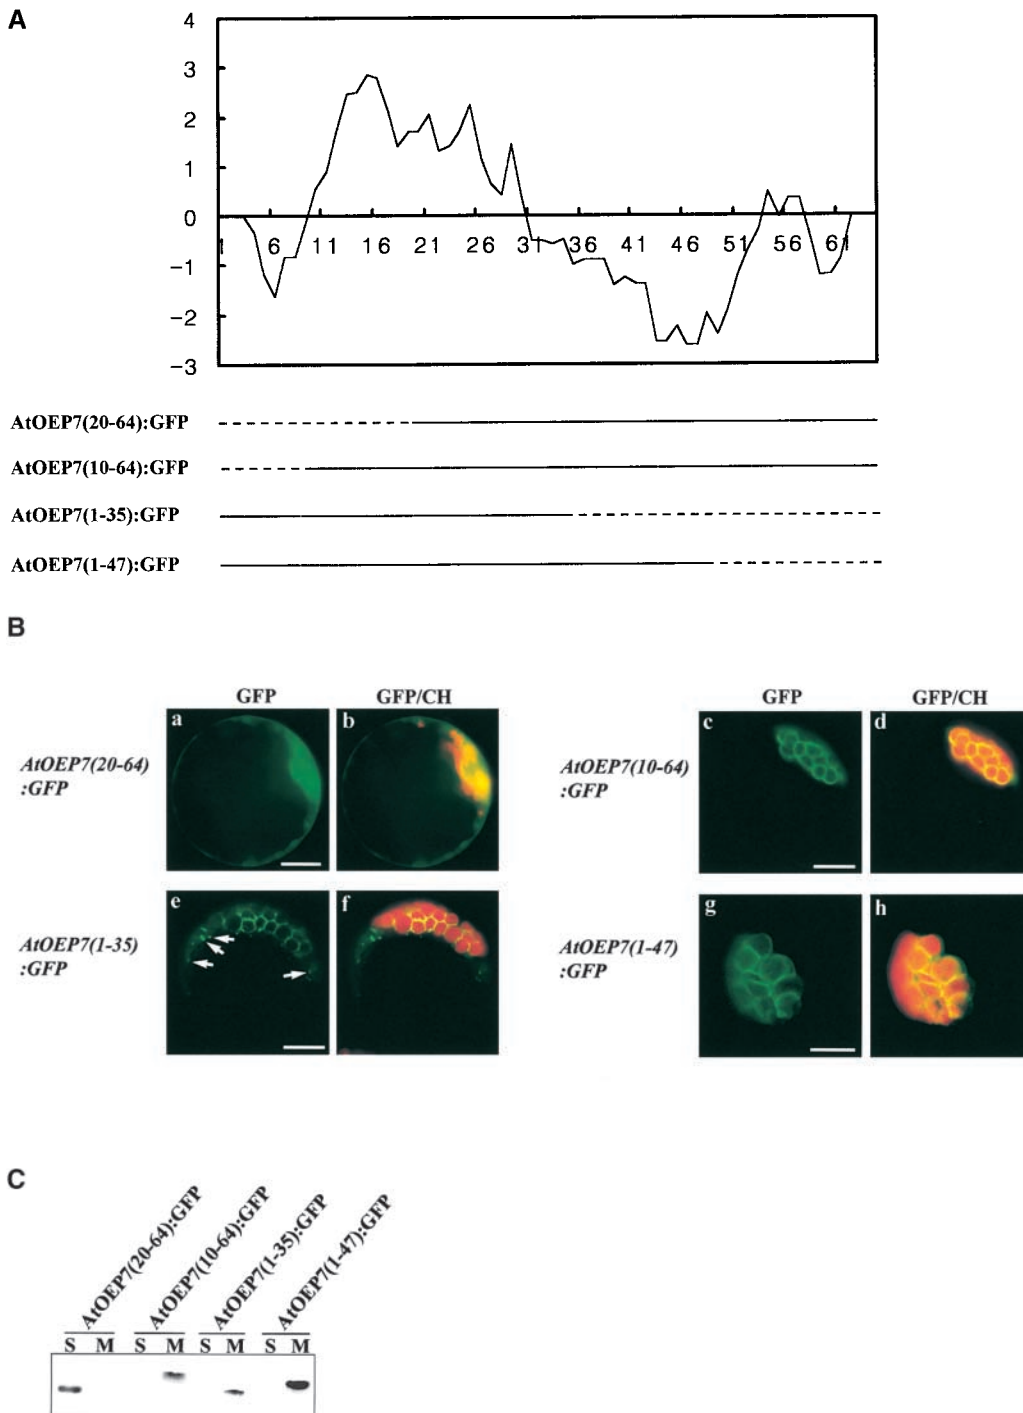 A
4
3
2
1
0
1 6 11 16 21 26 31 36 41 46 51 56 61
−1
−2
−3
AtOEP7(20-64):GFP
AtOEP7(10-64):GFP
AtOEP7(1-35):GFP
AtOEP7(1-47):GFP
B
GFP GFP/CH GFP GFP/CH
AtOEP7(20-64)
:GFP
a b
AtOEP7(10-64)
:GFP
c d
AtOEP7(1-35)
:GFP
e f
AtOEP7(1-47)
:GFP
g h
C
AtOEP7(20-64):GFP
AtOEP7(10-64):GFP
AtOEP7(1-35):GFP
AtOEP7(1-47):GFP
S M S M S M S M